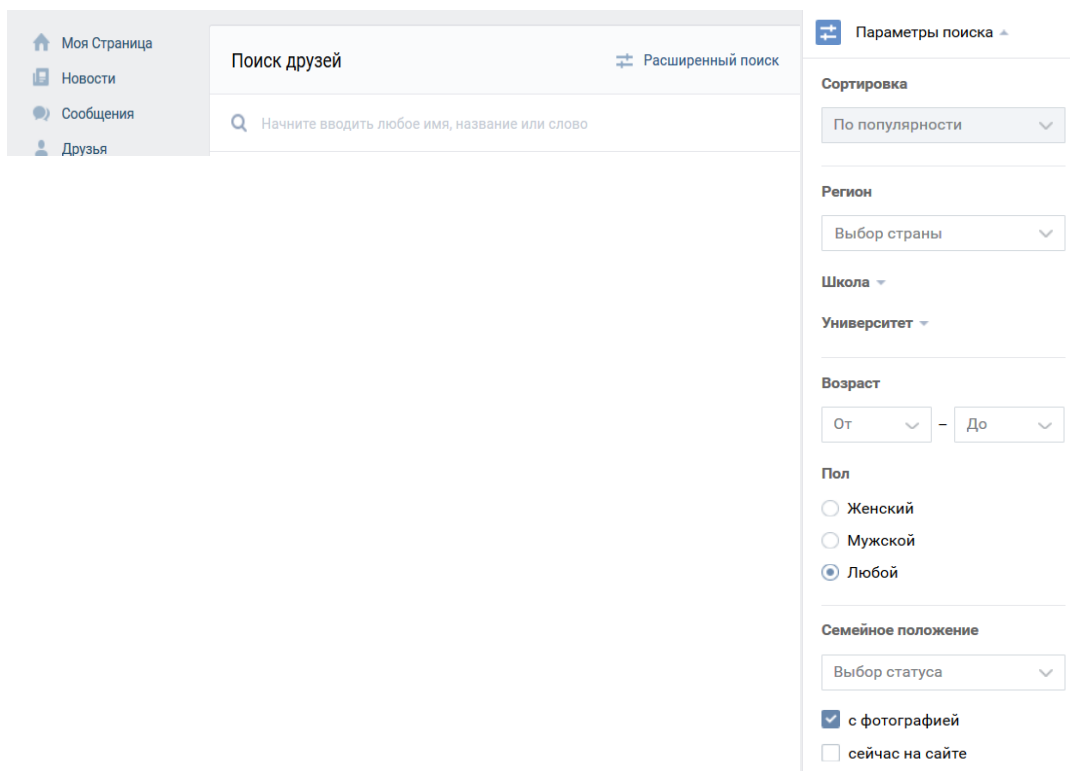 Моя Страница
Новости
Сообщения
Друзья
Поиск друзей
Расширенный поиск
Начните вводить любое имя, название или слово
Параметры поиска
Сортировка
По популярности
Регион
Выбор страны
Школа
Университет
Возраст
От – До
Пол
Женский
Мужской
Любой
Семейное положение
Выбор статуса
с фотографией
сейчас на сайте